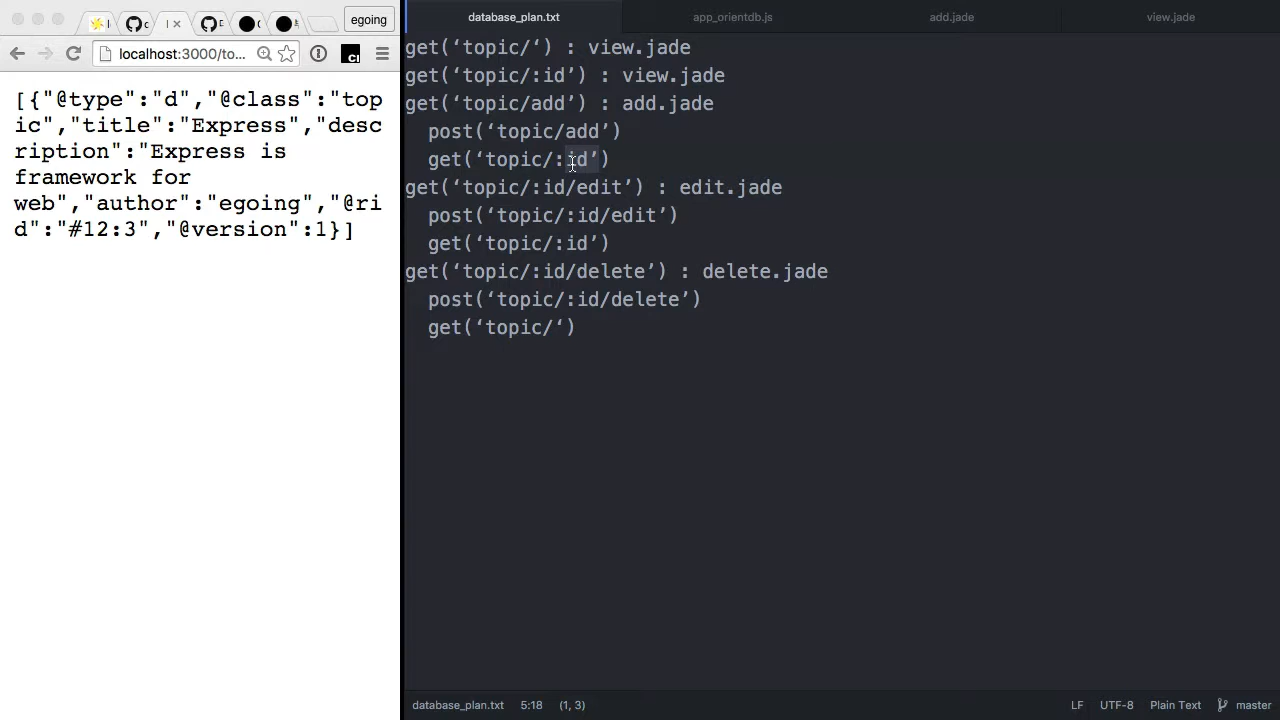 egoing
localhost:3000/to...
[{"@type":"d","@class":"top
ic","title":"Express","desc
ription":"Express is
framework for
web","author":"egoing","@ri
d":"#12:3","@version":1}]
database_plan.txt
app_orientdb.js
add.jade
view.jade
get(‘topic/‘) : view.jade
get(‘topic/:id’) : view.jade
get(‘topic/add’) : add.jade
post(‘topic/add’)
get(‘topic/:id’)
get(‘topic/:id/edit’) : edit.jade
post(‘topic/:id/edit’)
get(‘topic/:id’)
get(‘topic/:id/delete’) : delete.jade
post(‘topic/:id/delete’)
get(‘topic/‘)
database_plan.txt 5:18 (1, 3)
LF UTF-8 Plain Text master